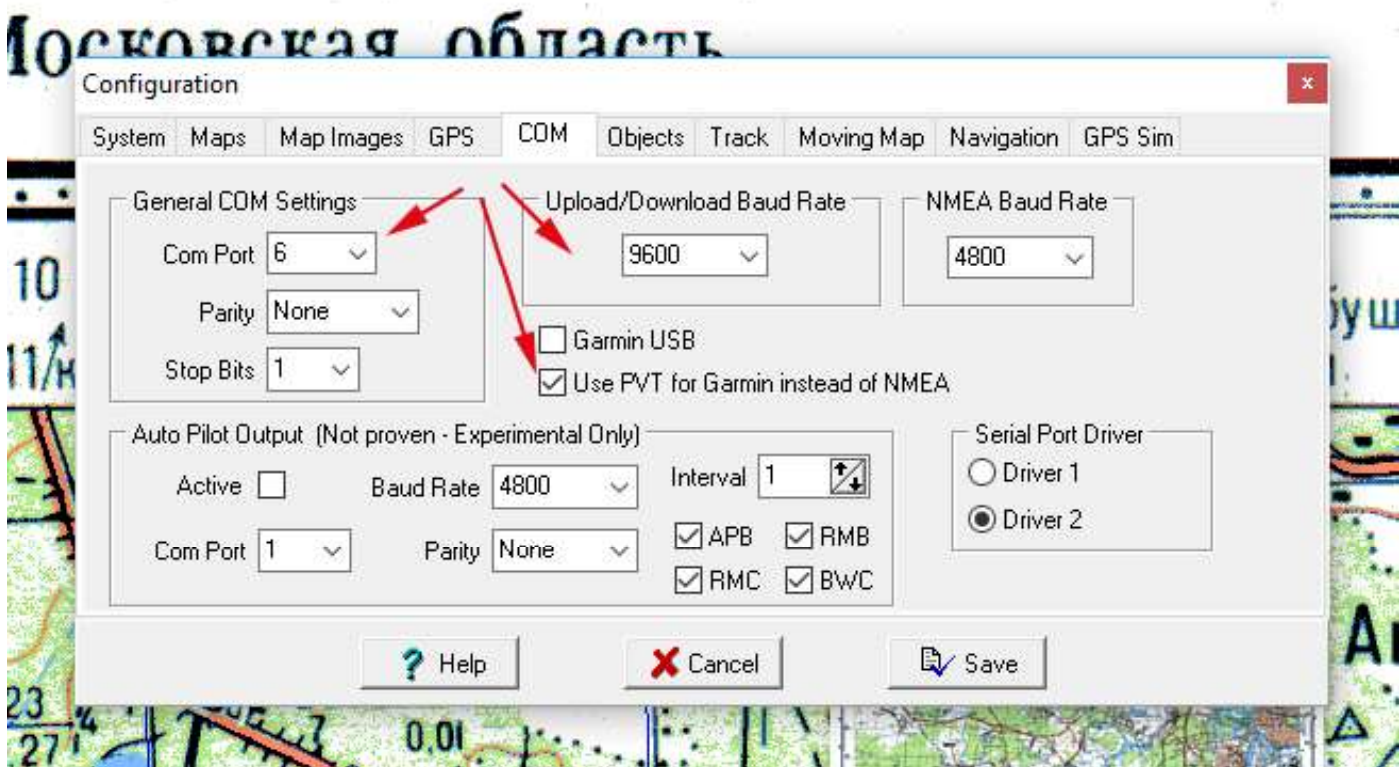 Московская область
Configuration
x
System Maps Map Images GPS COM Objects Track Moving Map Navigation GPS Sim
General COM Settings
Com Port 6
Parity None
Stop Bits 1
Upload/Download Baud Rate
9600
NMEA Baud Rate
4800
Garmin USB
Use PVT for Garmin instead of NMEA
Auto Pilot Output (Not proven - Experimental Only)
Active
Baud Rate 4800
Interval 1
Com Port 1
Parity None
APB RMB
RMC BWC
Serial Port Driver
Driver 1
Driver 2
? Help
Cancel
Save
10
23
27
0,01